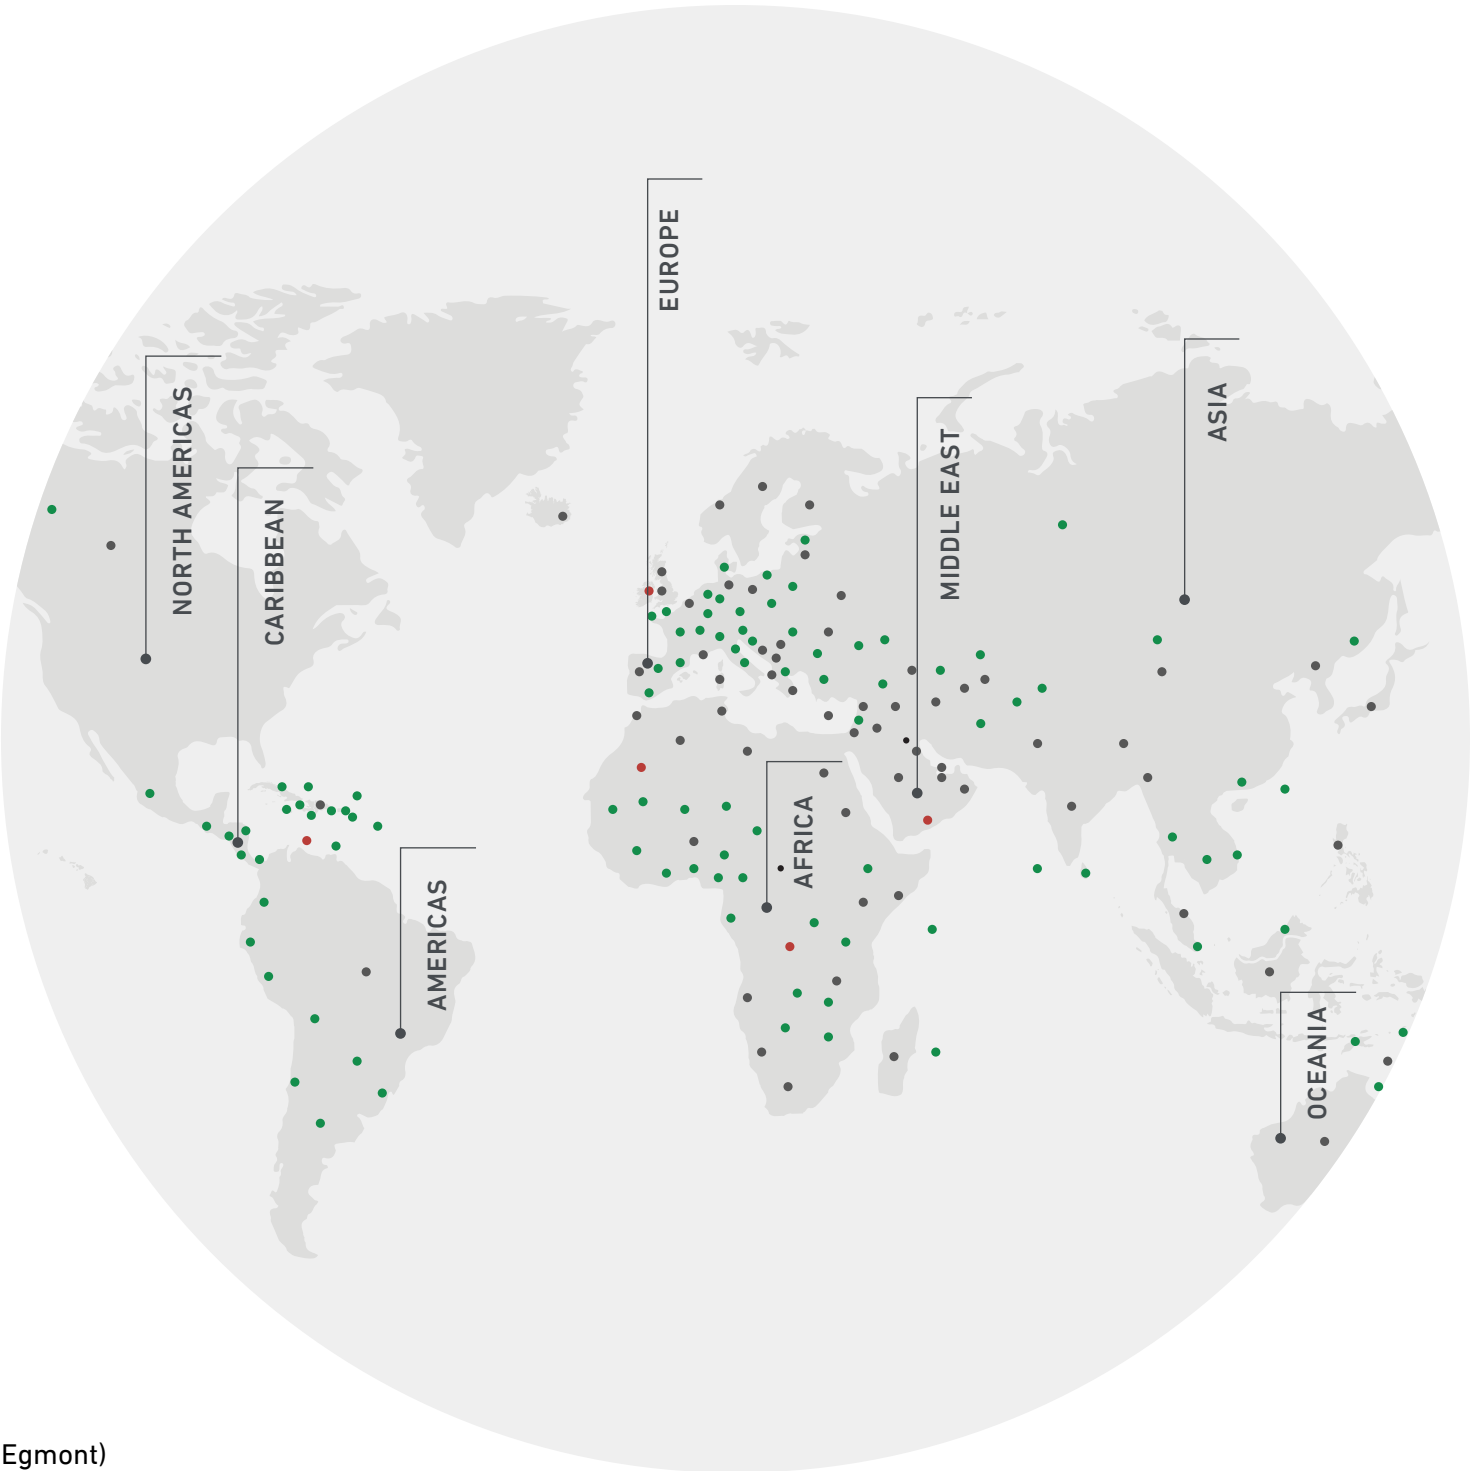 EUROPE
ASIA
NORTH AMERICAS
MIDDLE EAST
CARIBBEAN
AFRICA
AMERICAS
OCEANIA
Egmont)